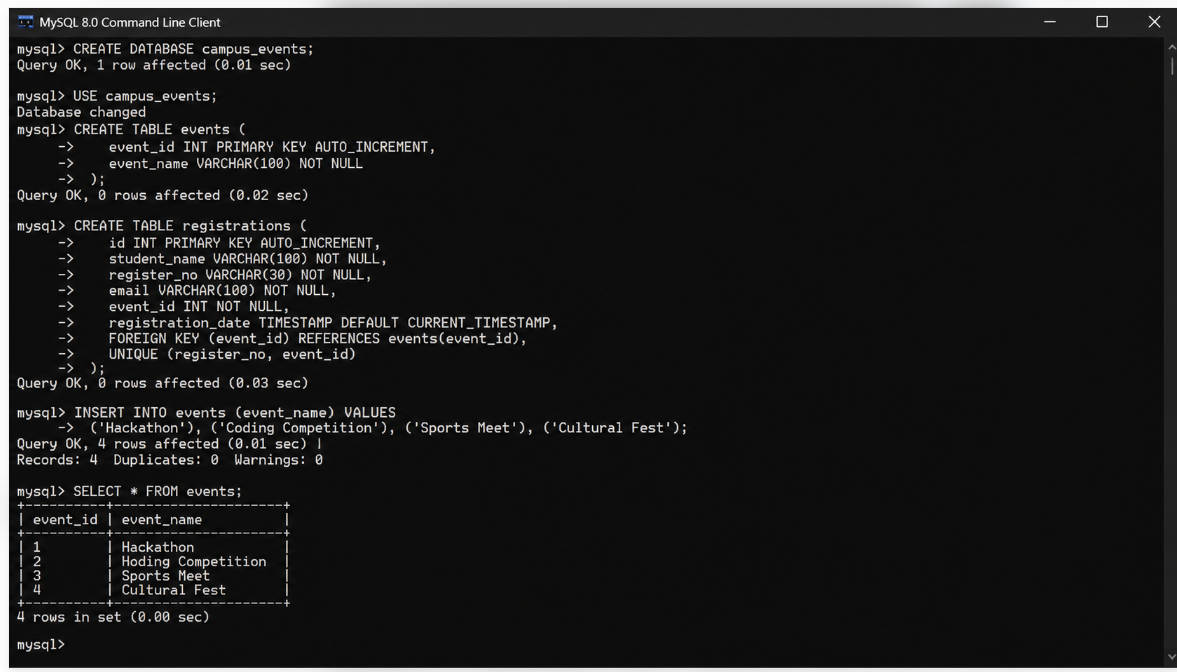 MySQL 8.0 Command Line Client
mysql> CREATE DATABASE campus_events;
Query OK, 1 row affected (0.01 sec)
mysql> USE campus_events;
Database changed
mysql> CREATE TABLE events (
    ->    event_id INT PRIMARY KEY AUTO_INCREMENT,
    ->    event_name VARCHAR(100) NOT NULL
    -> );
Query OK, 0 rows affected (0.02 sec)
mysql> CREATE TABLE registrations (
    ->    id INT PRIMARY KEY AUTO_INCREMENT,
    ->    student_name VARCHAR(100) NOT NULL,
    ->    register_no VARCHAR(30) NOT NULL,
    ->    email VARCHAR(100) NOT NULL,
    ->    event_id INT NOT NULL,
    ->    registration_date TIMESTAMP DEFAULT CURRENT_TIMESTAMP,
    ->    FOREIGN KEY (event_id) REFERENCES events(event_id),
    ->    UNIQUE (register_no, event_id)
    -> );
Query OK, 0 rows affected (0.03 sec)
mysql> INSERT INTO events (event_name) VALUES
    -> ('Hackathon'), ('Coding Competition'), ('Sports Meet'), ('Cultural Fest');
Query OK, 4 rows affected (0.01 sec) |
Records: 4  Duplicates: 0  Warnings: 0
mysql> SELECT * FROM events;
+----------+---------------------+
| event_id | event_name          |
+----------+---------------------+
| 1        | Hackathon           |
| 2        | Hoding Competition  |
| 3        | Sports Meet         |
| 4        | Cultural Fest       |
+----------+---------------------+
4 rows in set (0.00 sec)
mysql>